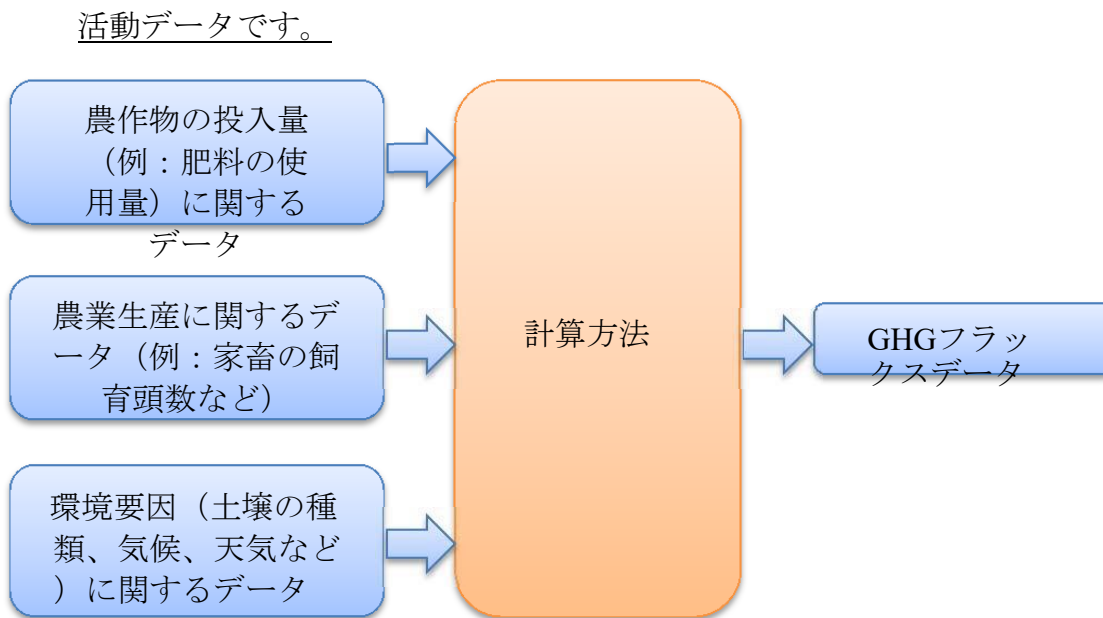 活動データです。
農作物の投入量
（例：肥料の使
用量）に関する
データ
農業生産に関するデ
ータ（例：家畜の飼
育頭数など）
環境要因（土壌の種
類、気候、天気など
）に関するデータ
計算方法
GHGフラッ
クスデータ